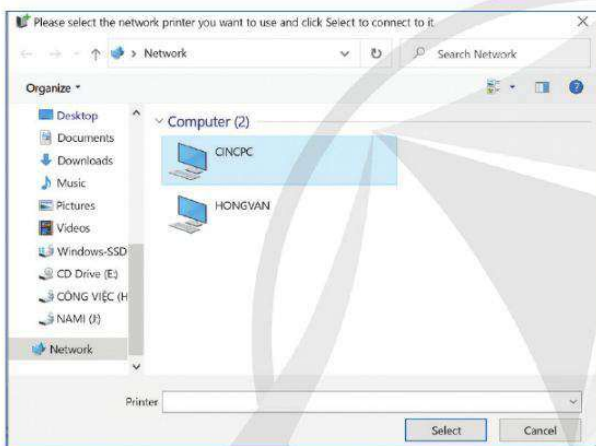 Please select the network printer you want to use and click Select to connect to it
Network
Search Network
Organize
Desktop
Documents
Downloads
Music
Pictures
Videos
Windows-SSD
CD Drive (E:)
CÔNG VIỆC (H
NAMI (J:)
Network
Computer (2)
CINCPC
HONGVAN
Printer
Select
Cancel